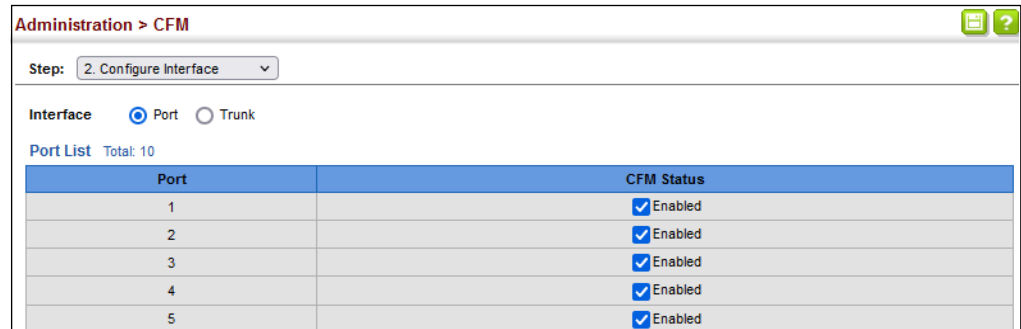 Administration > CFM
?
Step: 2. Configure Interface
Interface Port Trunk
Port List Total: 10
Port CFM Status
1 Enabled
2 Enabled
3 Enabled
4 Enabled
5 Enabled